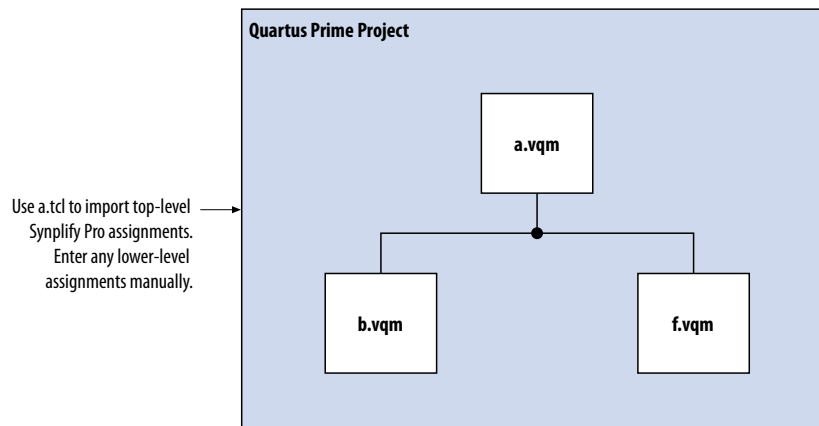 Quartus Prime Project
a.vqm
Use a.tcl to import top-level
Synplify Pro assignments.
Enter any lower-level
assignments manually.
b.vqm
f.vqm